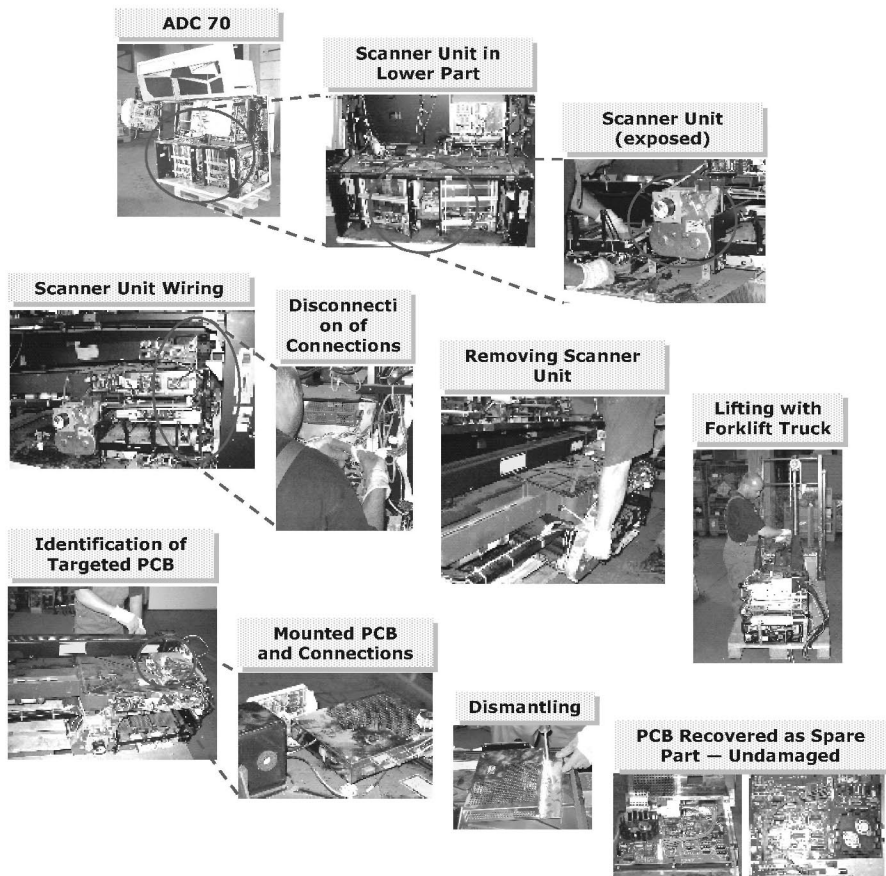 ADC 70
Scanner Unit in
Lower Part
Scanner Unit
(exposed)
Scanner Unit Wiring
Disconnecti
on of
Connections
Removing Scanner
Unit
Lifting with
Forklift Truck
Identification of
Targeted PCB
Mounted PCB
and Connections
Dismantling
PCB Recovered as Spare
Part — Undamaged